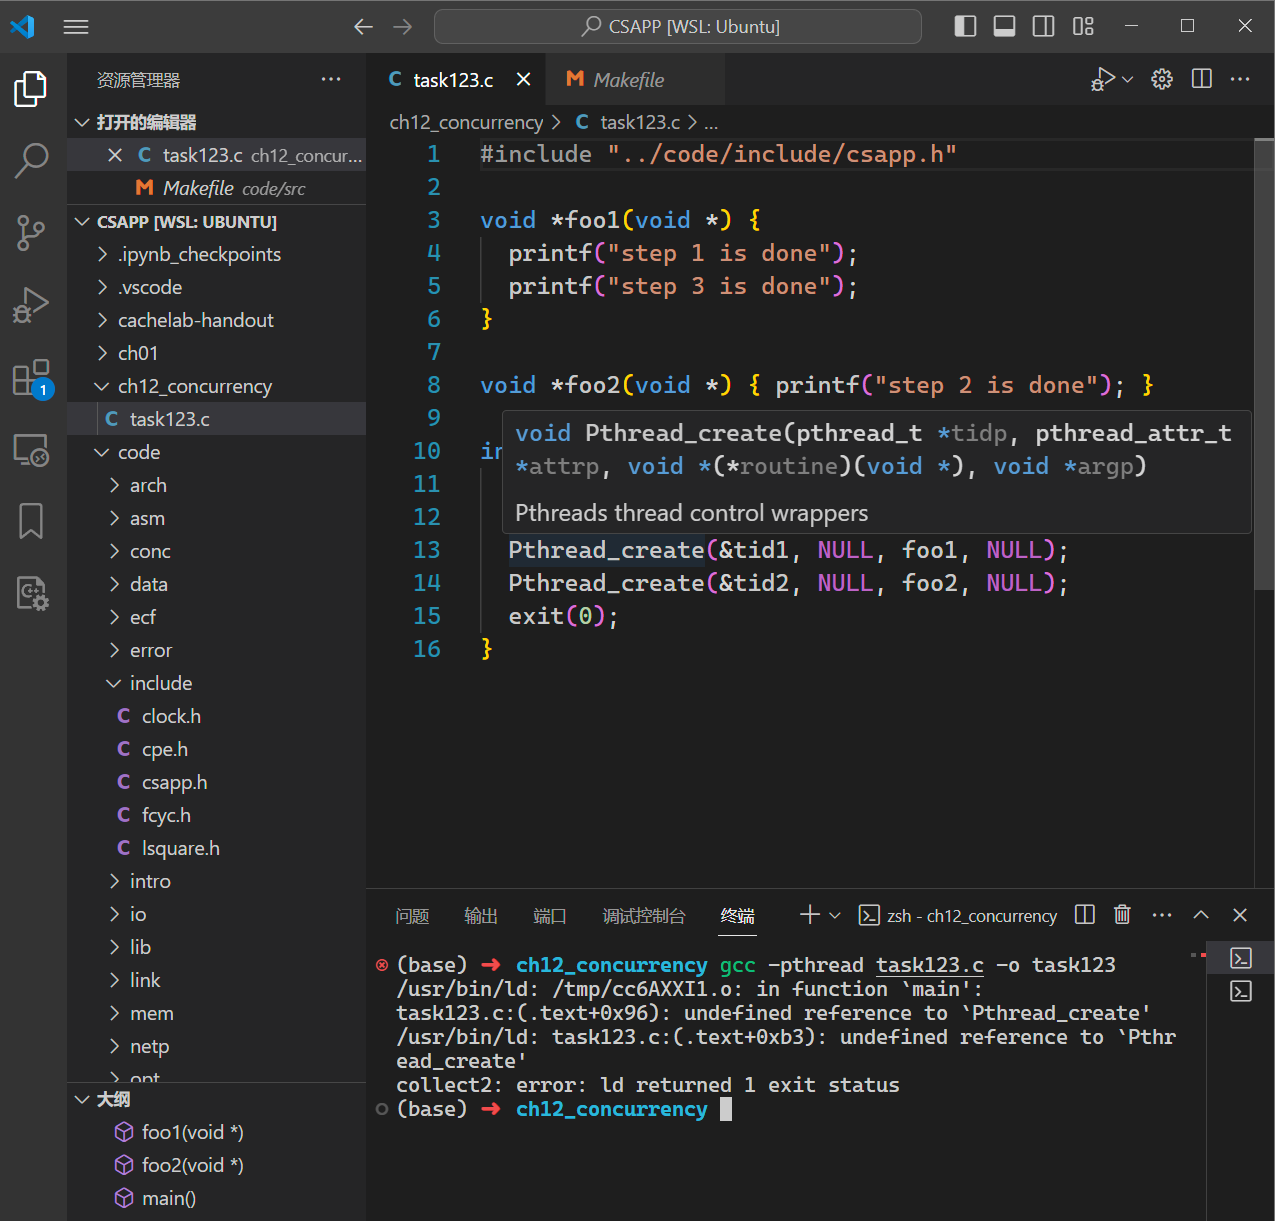 CSAPP [WSL: Ubuntu]
资源管理器
打开的编辑器
task123.c ch12_concur...
Makefile code/src
CSAPP [WSL: UBUNTU]
.ipynb_checkpoints
.vscode
cachelab-handout
ch01
ch12_concurrency
C task123.c
code
arch
asm
conc
data
ecf
error
include
C clock.h
C cpe.h
C csapp.h
C fcyc.h
C lsquare.h
intro
io
lib
link
mem
netp
opt
大纲
foo1(void *)
foo2(void *)
main()
1
C task123.c
M Makefile
ch12_concurrency > C task123.c > ...
1 #include "../code/include/csapp.h"
2
3 void *foo1(void *) {
4 printf("step 1 is done");
5 printf("step 3 is done");
6 }
7
8 void *foo2(void *) { printf("step 2 is done"); }
9
10 in
11
12
void Pthread_create(pthread_t *tidp, pthread_attr_t
*attrp, void *(*routine)(void *), void *argp)
Pthreads thread control wrappers
13 Pthread_create(&tid1, NULL, foo1, NULL);
14 Pthread_create(&tid2, NULL, foo2, NULL);
15 exit(0);
16 }
问题 输出 端口 调试控制台 终端
zsh - ch12_concurrency
(base) ➜ ch12_concurrency gcc -pthread task123.c -o task123
/usr/bin/ld: /tmp/cc6AXXI1.o: in function `main':
task123.c:(.text+0x96): undefined reference to `Pthread_create'
/usr/bin/ld: task123.c:(.text+0xb3): undefined reference to `Pthr
ead_create'
collect2: error: ld returned 1 exit status
(base) ➜ ch12_concurrency